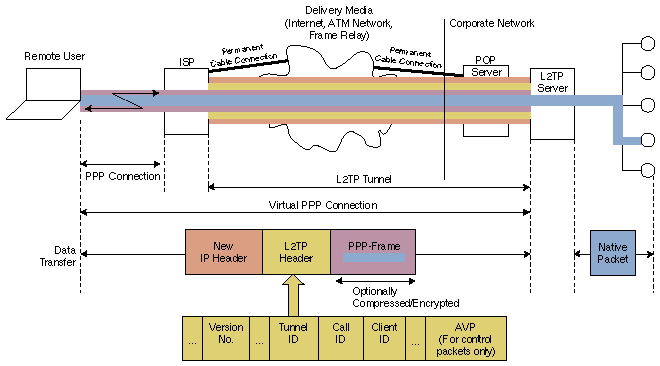 Delivery Media
(Internet, ATM Network,
Frame Relay)
Corporate Network
Remote User
ISP
Permanent
Cable Connection
Permanent
Cable Connection
POP
Server
L2TP
Server
PPP Connection
L2TP Tunnel
Virtual PPP Connection
Data
Transfer
New
IP Header
L2TP
Header
PPP-Frame
Native
Packet
Optionally
Compressed/Encrypted
...
Version
No.
...
Tunnel
ID
Call
ID
Client
ID
...
AVP
(For control
packets only)